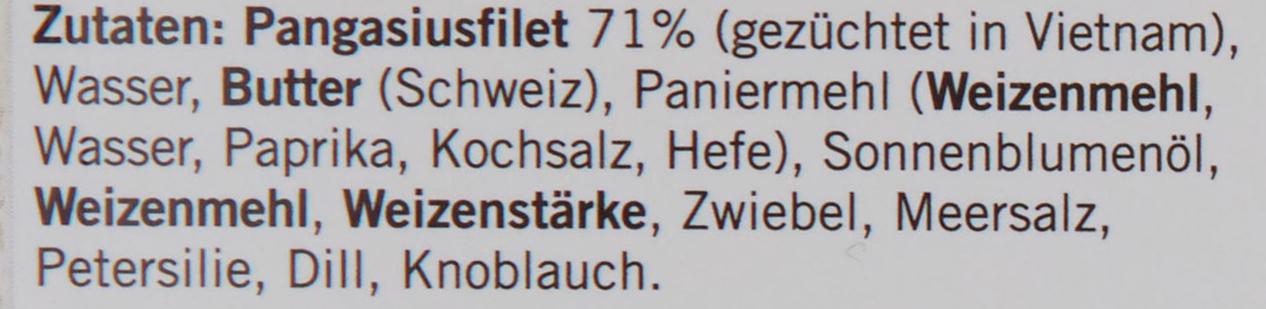 Zutaten: Pangasiusfilet 71% (gezüchtet in Vietnam),
Wasser, Butter (Schweiz), Paniermehl (Weizenmehl,
Wasser, Paprika, Kochsalz, Hefe), Sonnenblumenöl,
Weizenmehl, Weizenstärke, Zwiebel, Meersalz,
Petersilie, Dill, Knoblauch.